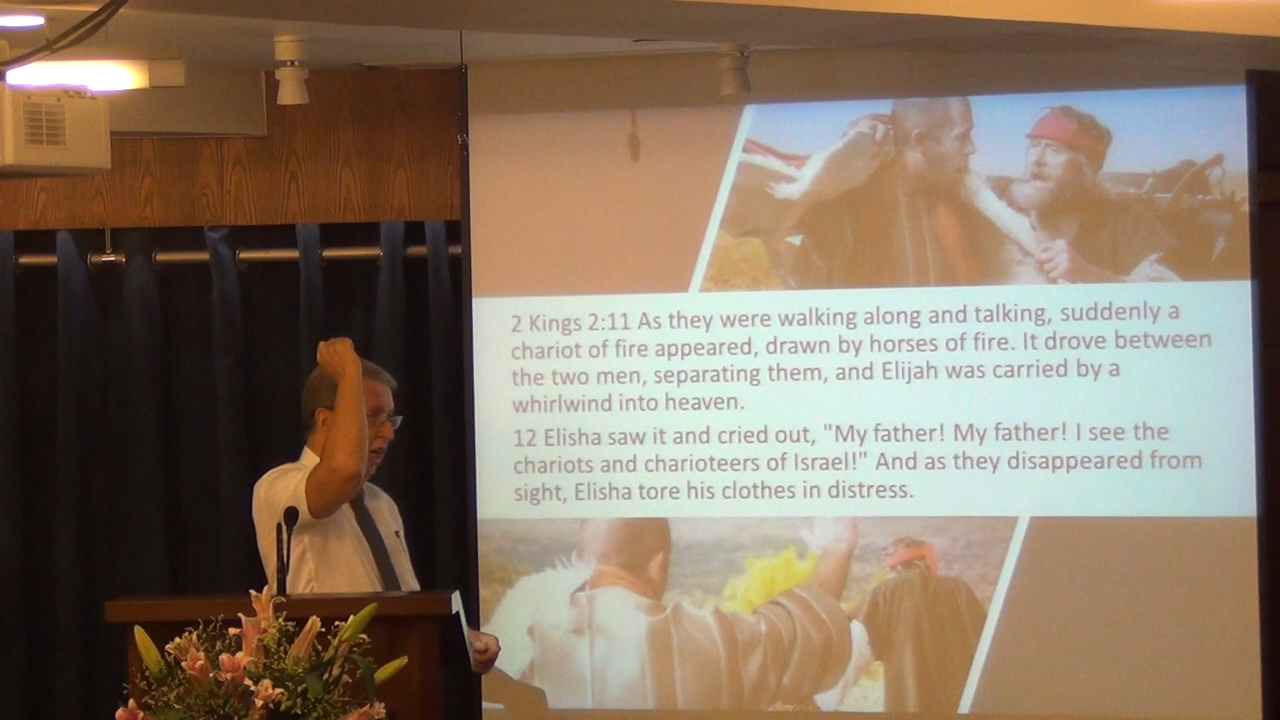 2 Kings 2:11 As they were walking along and talking, suddenly a
chariot of fire appeared, drawn by horses of fire. It drove between
the two men, separating them, and Elijah was carried by a
whirlwind into heaven.
12 Elisha saw it and cried out, "My father! My father! I see the
chariots and charioteers of Israel!" And as they disappeared from
sight, Elisha tore his clothes in distress.